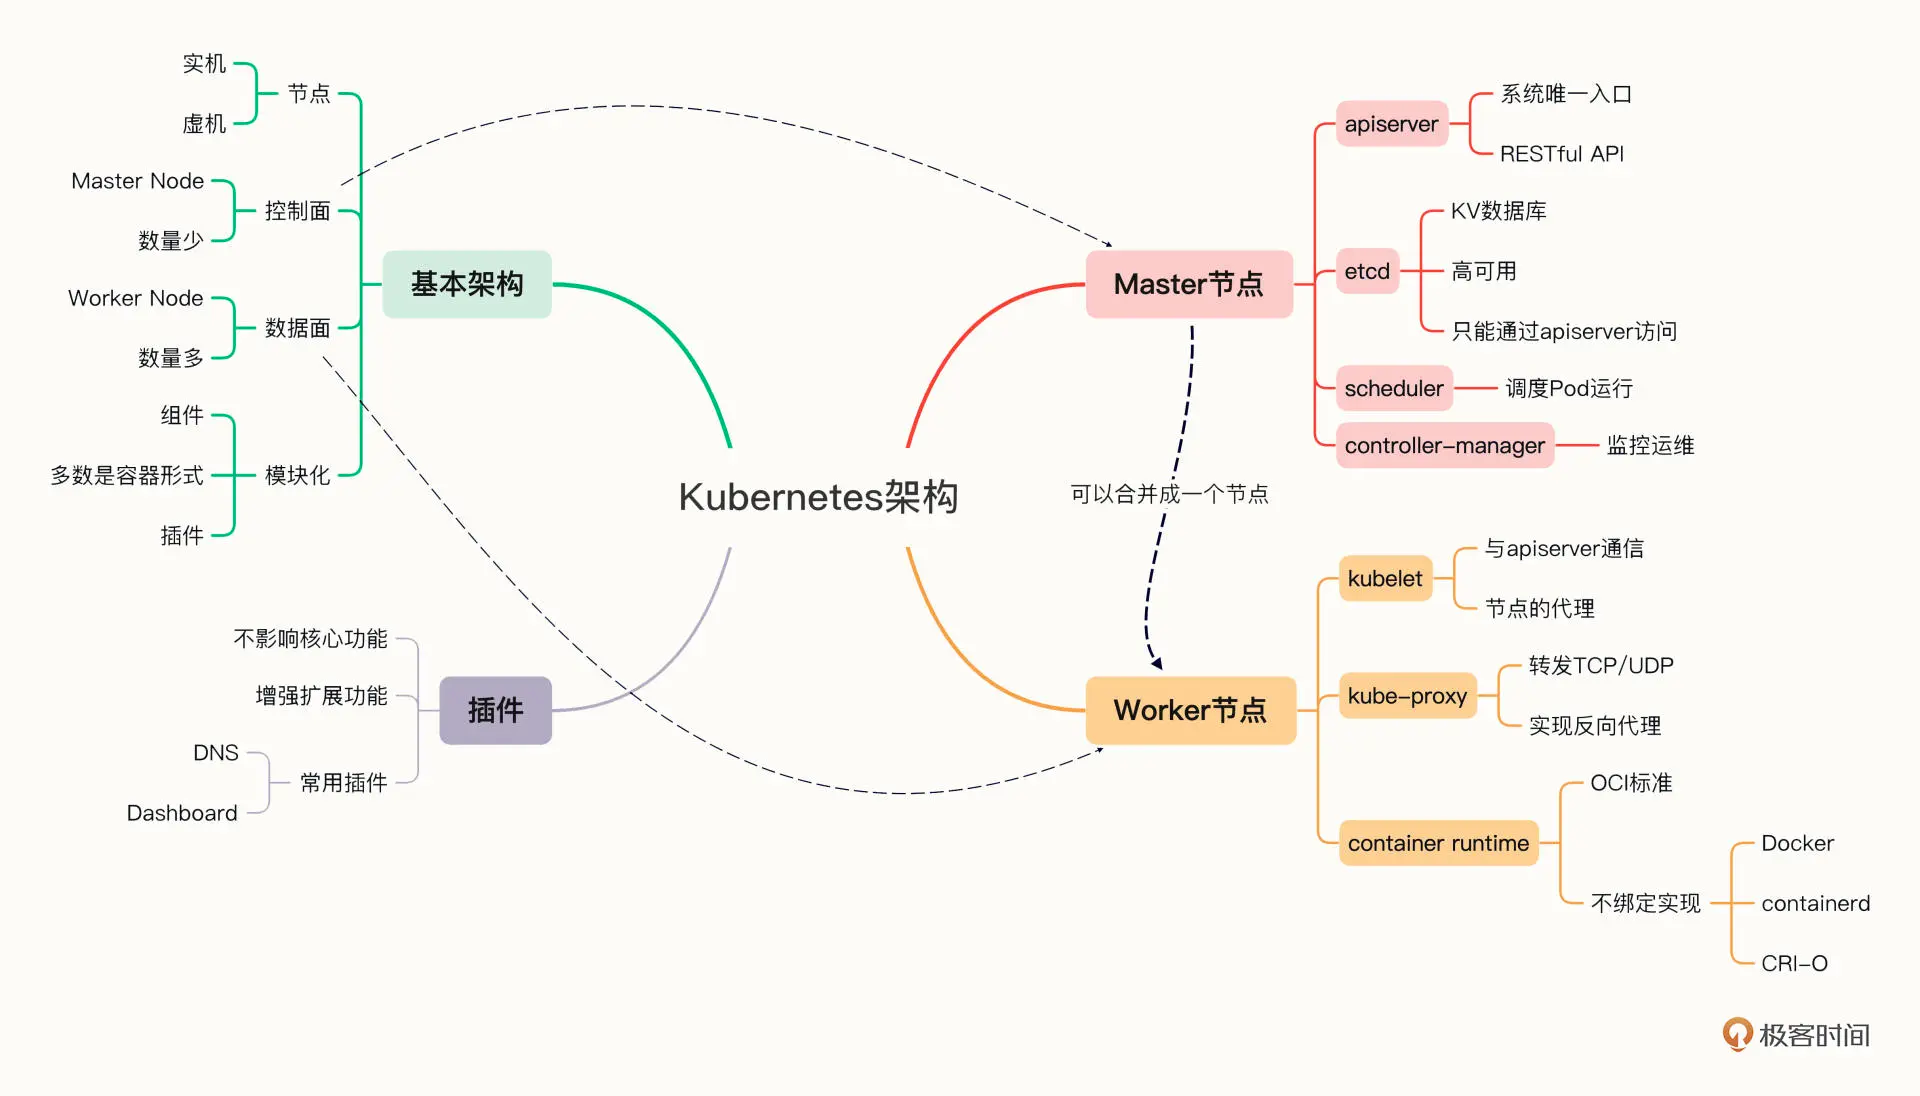 Kubernetes架构
基本架构
节点
实机
虚机
控制面
Master Node
数量少
数据面
Worker Node
数量多
模块化
组件
多数是容器形式
插件
插件
不影响核心功能
增强扩展功能
常用插件
DNS
Dashboard
Master节点
apiserver
系统唯一入口
RESTful API
etcd
KV数据库
高可用
只能通过apiserver访问
scheduler
调度Pod运行
controller-manager
监控运维
可以合并成一个节点
Worker节点
kubelet
与apiserver通信
节点的代理
kube-proxy
转发TCP/UDP
实现反向代理
container runtime
OCI标准
不绑定实现
Docker
containerd
CRI-O
极客时间